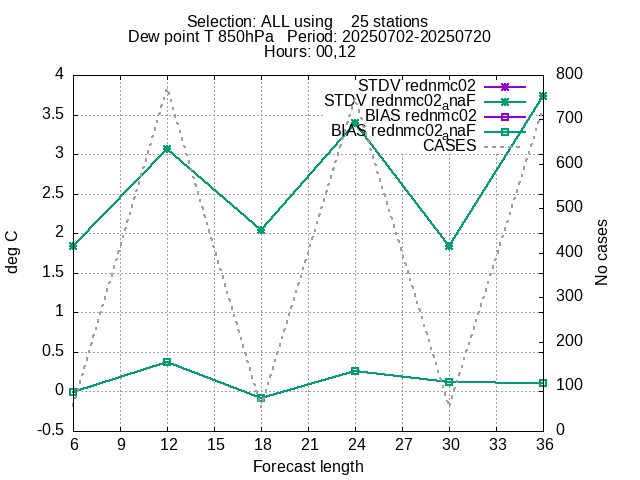 Selection: ALL using    25 stations
Dew point T 850hPa   Period: 20250702-20250720
Hours: 00,12
STDV rednmc02
STDV rednmc02anaF
BIAS rednmc02
BIAS rednmc02anaF
CASES
4
3.5
3
2.5
2
1.5
1
0.5
0
-0.5
deg C
800
700
600
500
400
300
200
100
0
No cases
6 9 12 15 18 21 24 27 30 33 36
Forecast length